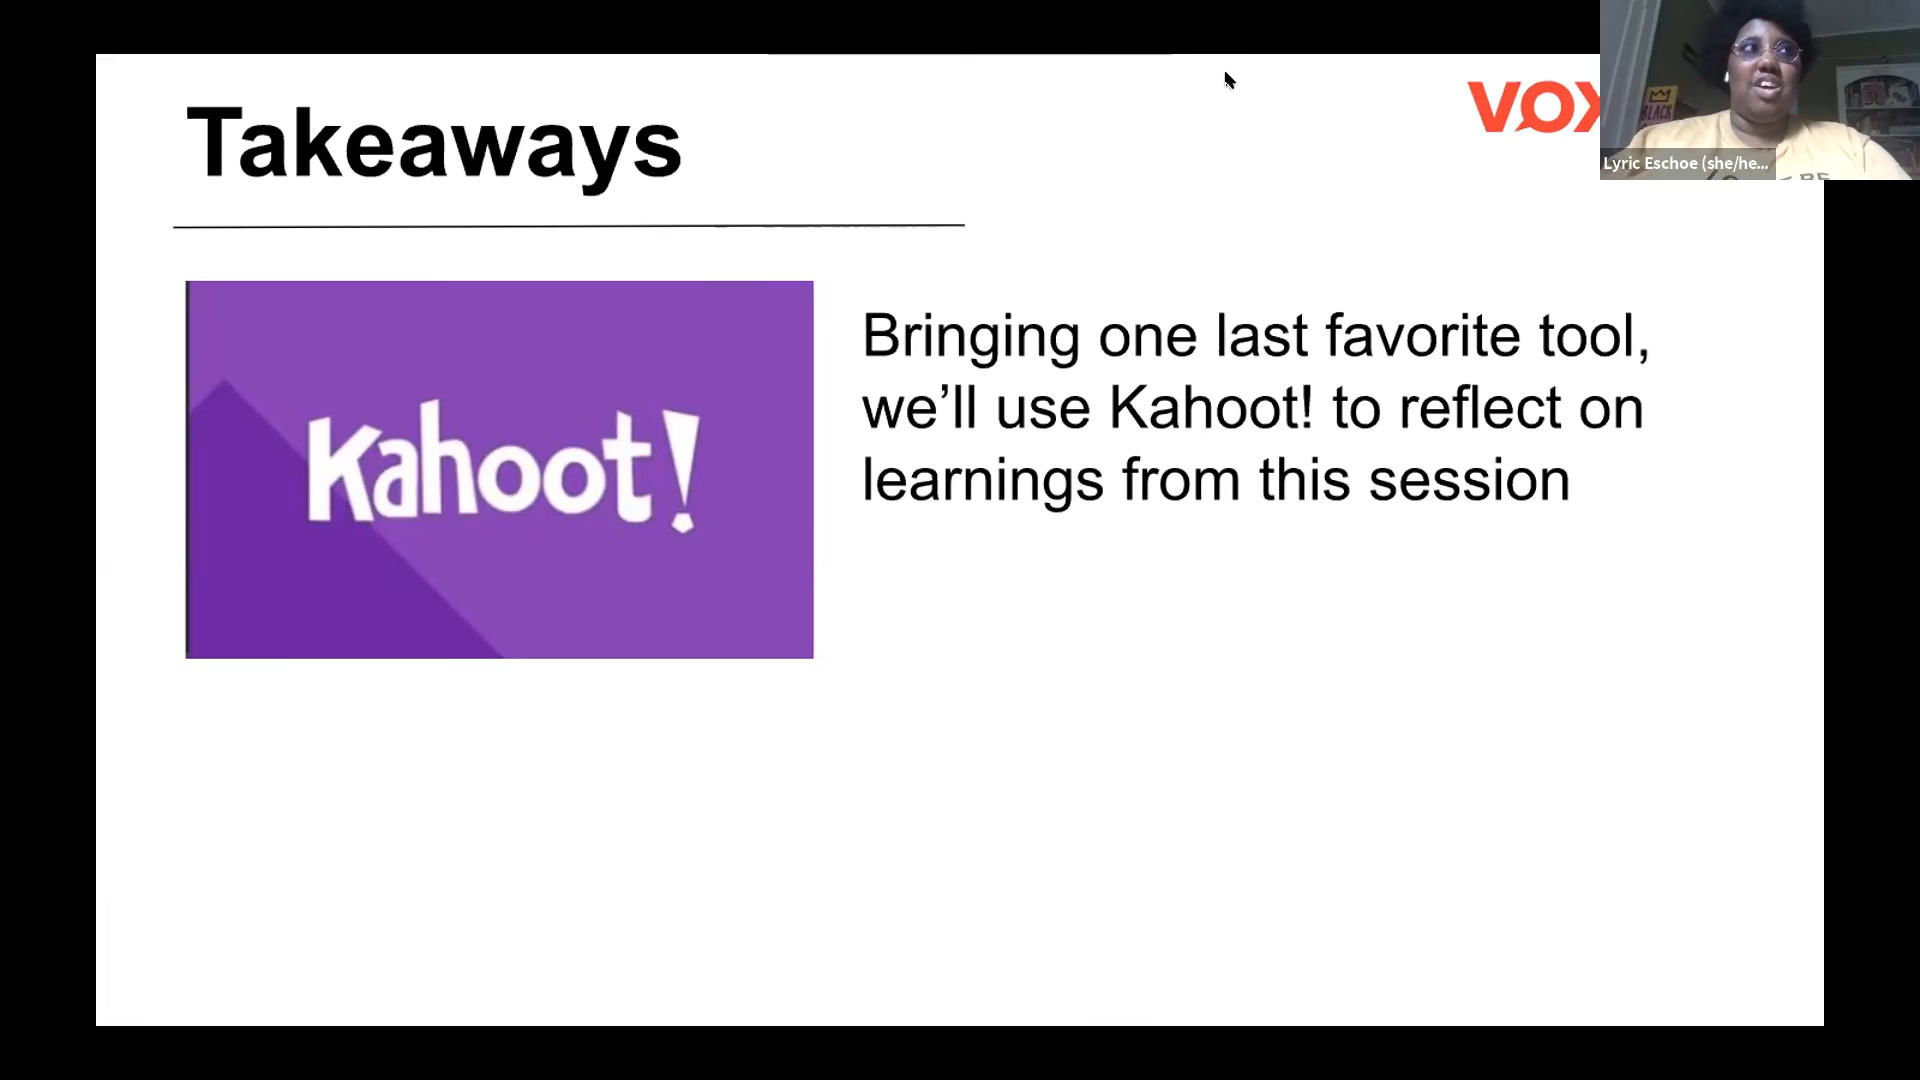 Takeaways
VOX
Lyric Eschoe (she/he...
BLACK
Kahoot!
Bringing one last favorite tool,
we’ll use Kahoot! to reflect on
learnings from this session